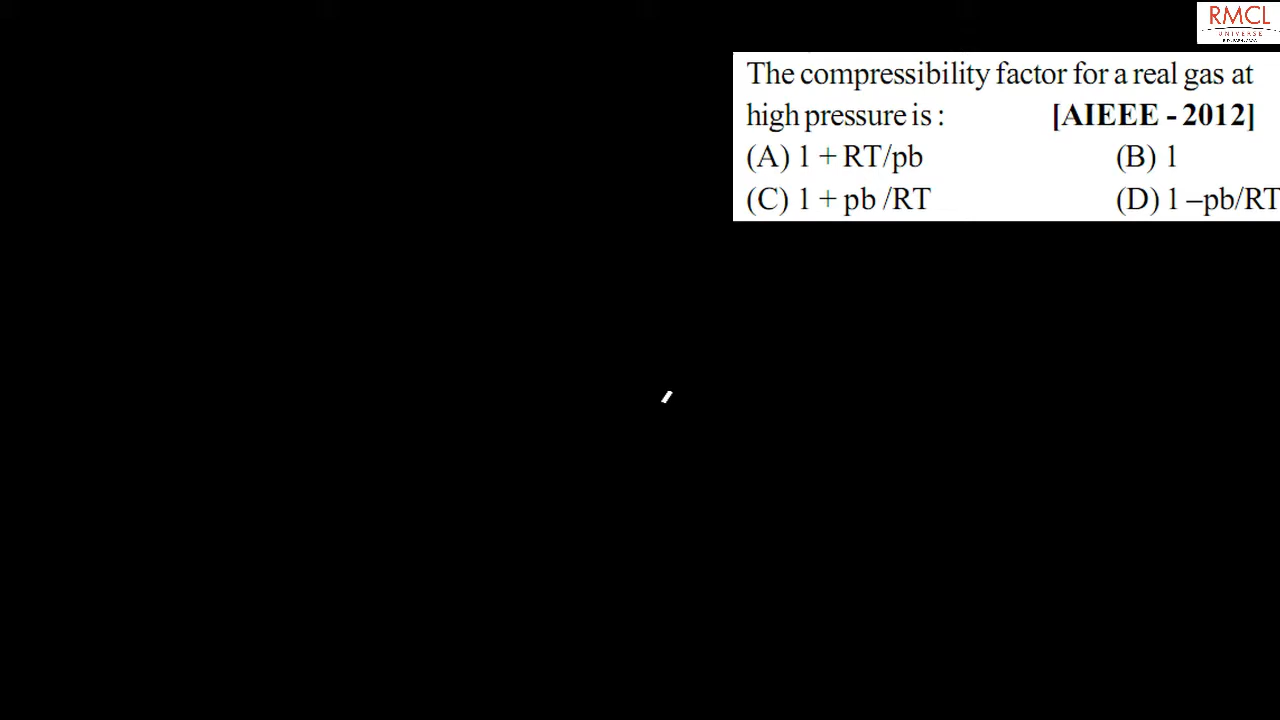 RMCL
UNIVERSE
The compressibility factor for a real gas at
high pressure is : [AIEEE - 2012]
(A) 1 + RT/pb (B) 1
(C) 1 + pb /RT (D) 1 –pb/RT